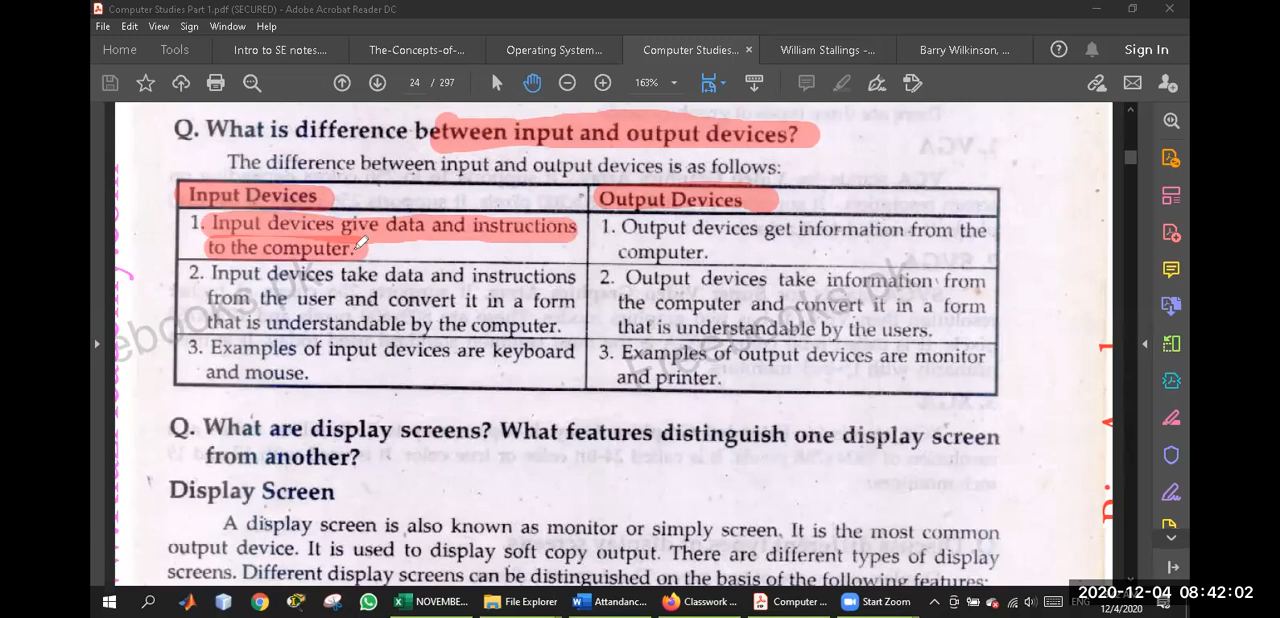 Computer Studies Part 1.pdf (SECURED) - Adobe Acrobat Reader DC
File Edit View Sign Window Help
Home Tools Intro to SE notes.... The-Concepts-of-... Operating System... Computer Studies... × William Stallings -... Barry Wilkinson, ... Sign In
24 / 297 163%
Q. What is difference between input and output devices?
The difference between input and output devices is as follows:
Input Devices
Output Devices
1. Input devices give data and instructions
to the computer.
1. Output devices get information from the
computer.
2. Input devices take data and instructions
from the user and convert it in a form
that is understandable by the computer.
2. Output devices take information from
the computer and convert it in a form
that is understandable by the users.
3. Examples of input devices are keyboard
and mouse.
3. Examples of output devices are monitor
and printer.
Q. What are display screens? What features distinguish one display screen
from another?
Display Screen
A display screen is also known as monitor or simply screen. It is the most common
output device. It is used to display soft copy output. There are different types of display
screens. Different display screens can be distinguished on the basis of the following features:
NOVEMBE... File Explorer Attandanc... Classwork ... Computer ... Start Zoom ENG
2020-12-04 08:42:02
12/4/2020